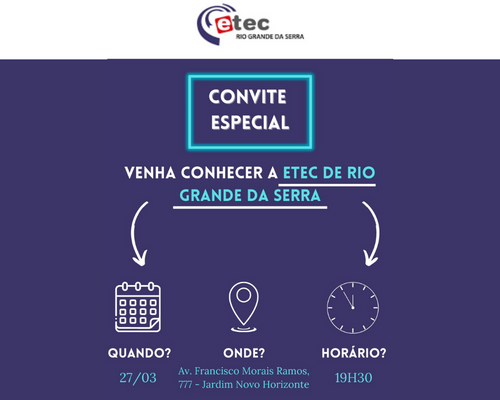 etec
RIO GRANDE DA SERRA
CONVITE
ESPECIAL
VENHA CONHECER A ETEC DE RIO
GRANDE DA SERRA
QUANDO?
27/03
ONDE?
Av. Francisco Morais Ramos,
777 - Jardim Novo Horizonte
HORÁRIO?
19H30